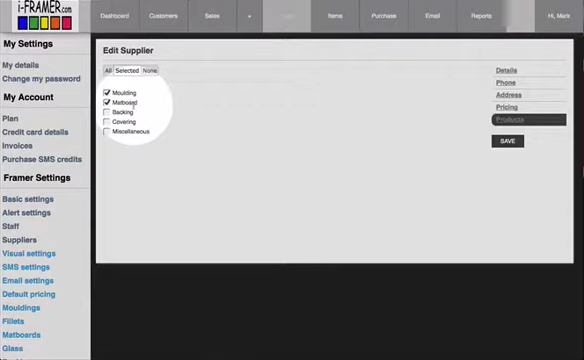 i-FRAMER.com
Dashboard Customers Sales + Items Purchase Email Reports Hi, Mark
My Settings
My details
Change my password
My Account
Plan
Credit card details
Invoices
Purchase SMS credits
Framer Settings
Basic settings
Alert settings
Staff
Suppliers
Visual settings
SMS settings
Email settings
Default pricing
Mouldings
Fillets
Matboards
Glass
Edit Supplier
All Selected None
Moulding
Matboard
Backing
Covering
Miscellaneous
Details
Phone
Address
Pricing
Products
SAVE